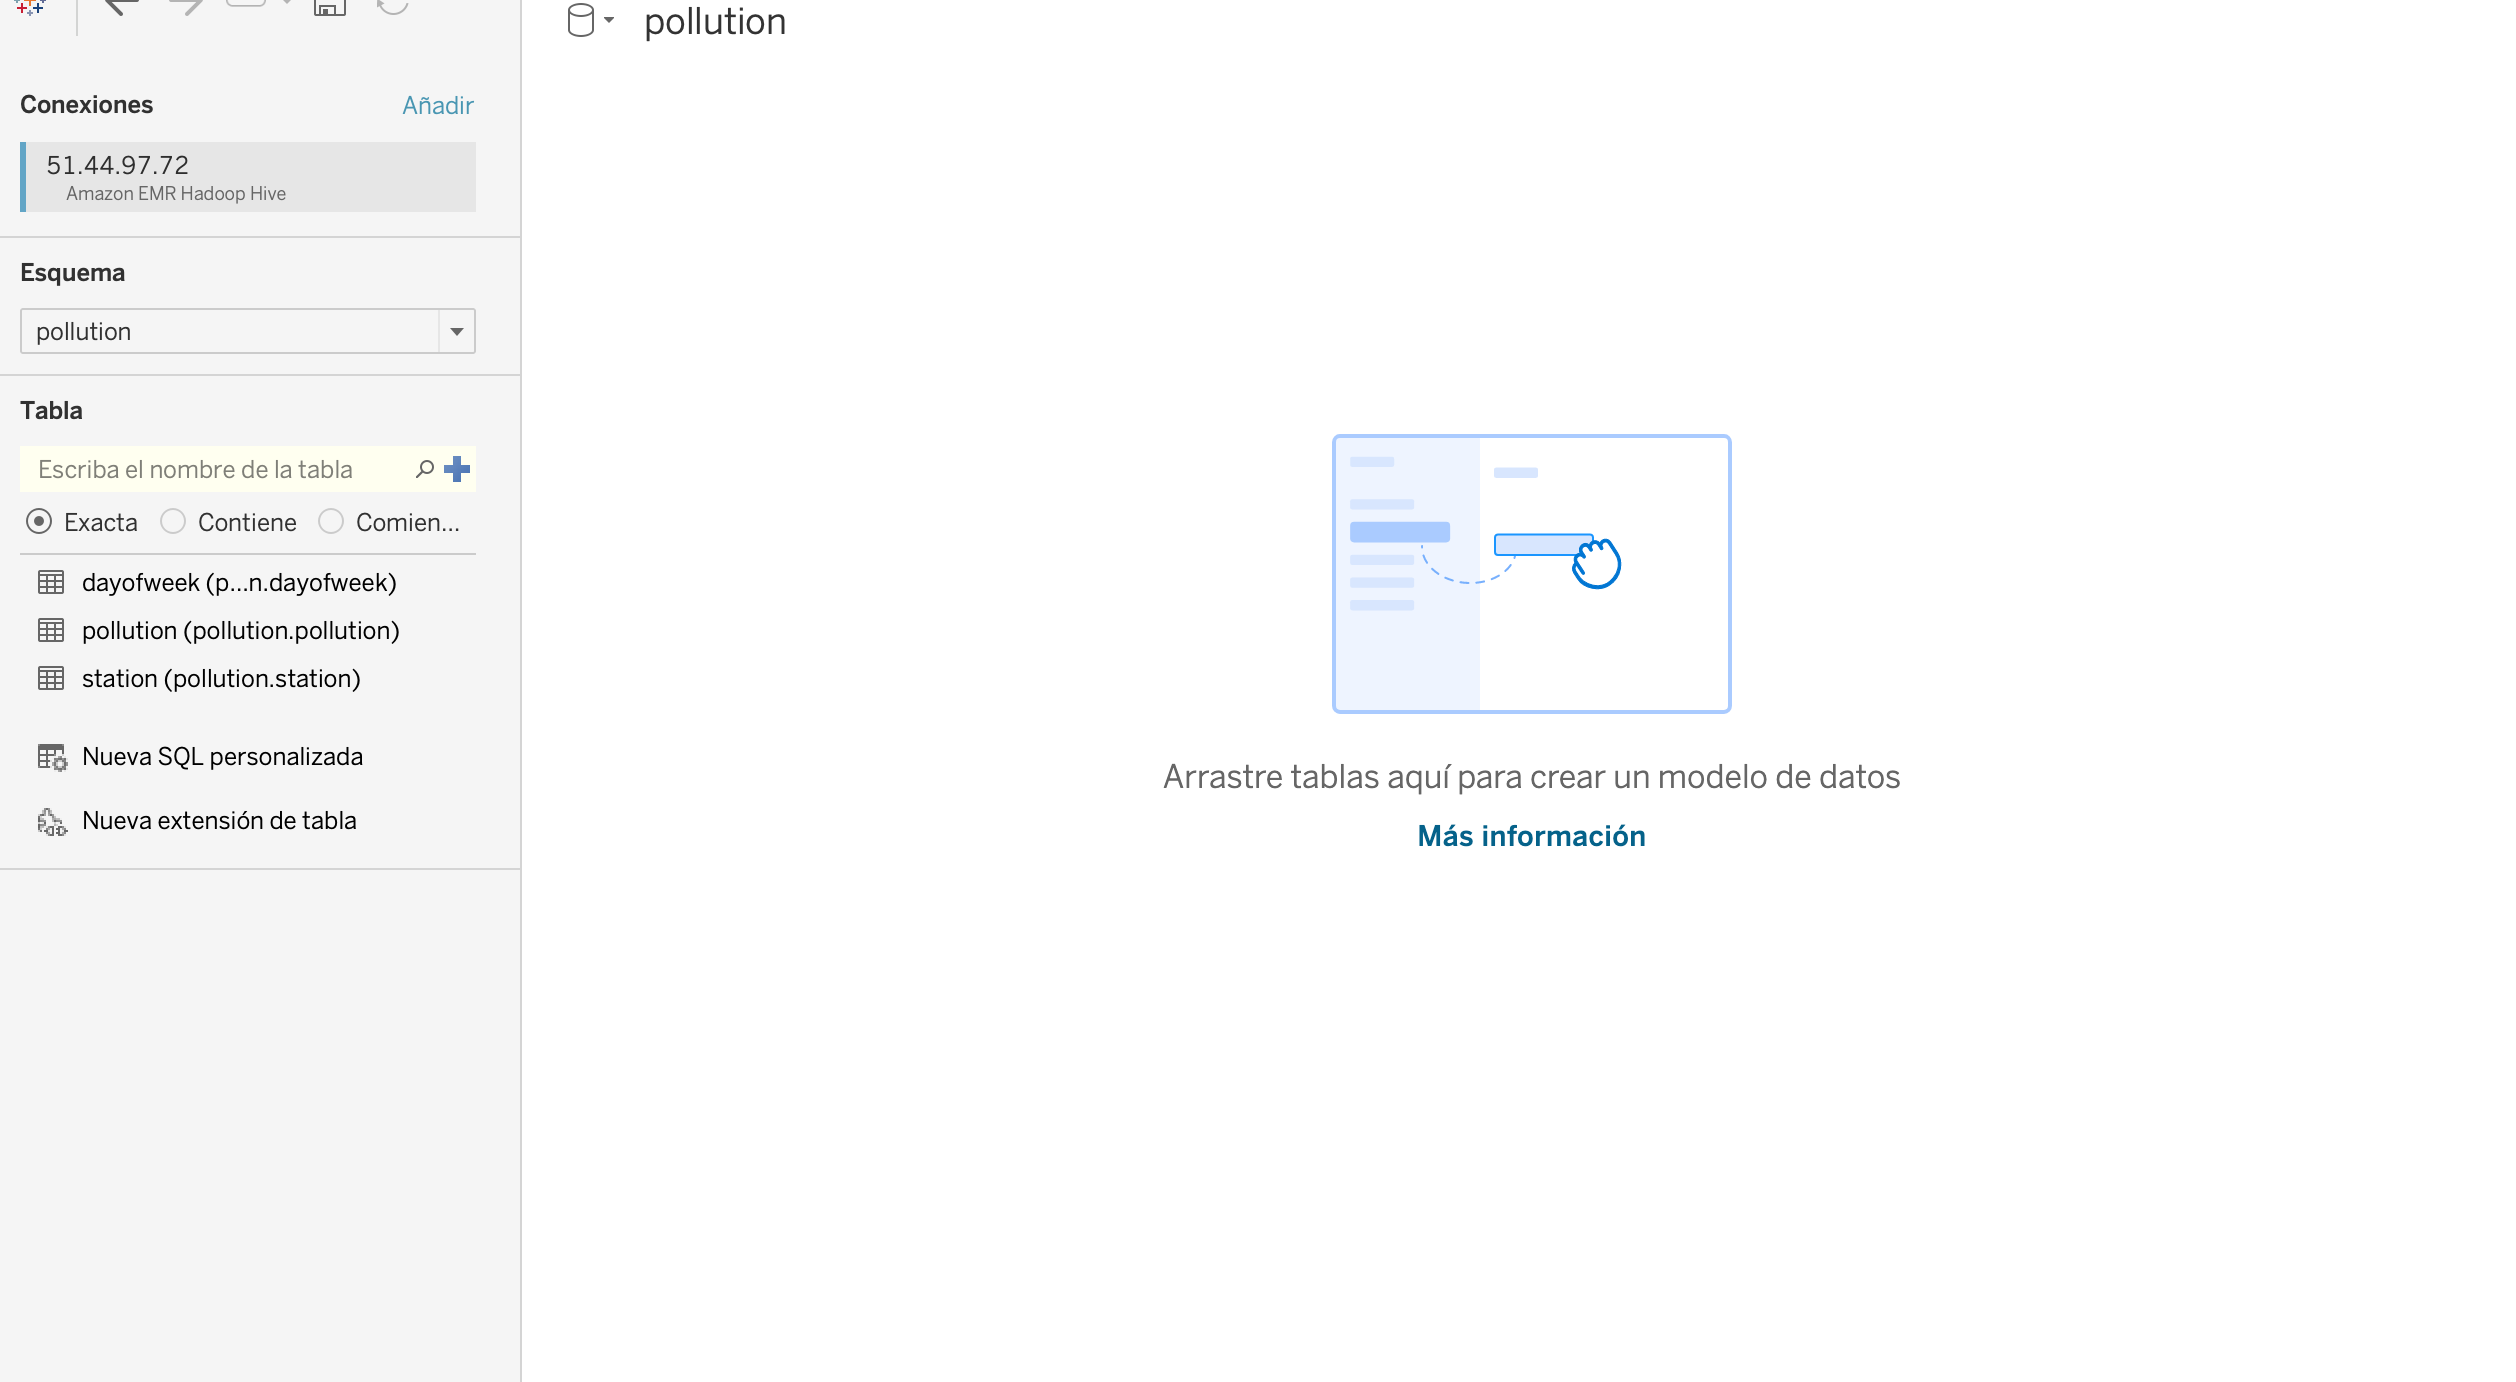 pollution
Conexiones
Añadir
51.44.97.72
Amazon EMR Hadoop Hive
Esquema
pollution
Tabla
Escriba el nombre de la tabla
Exacta Contiene Comien...
dayofweek (p...n.dayofweek)
pollution (pollution.pollution)
station (pollution.station)
Nueva SQL personalizada
Nueva extensión de tabla
Arrastre tablas aquí para crear un modelo de datos
Más información